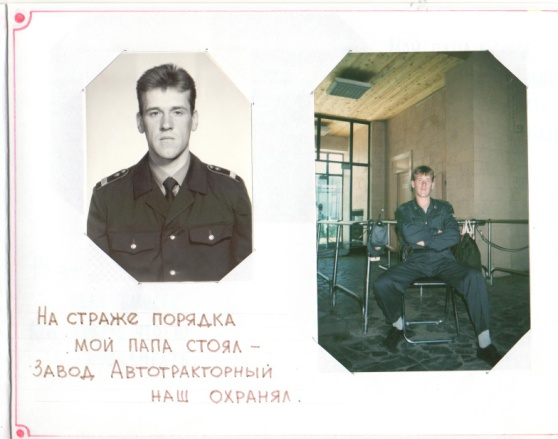 На страже порядка
мой папа стоял –
Завод Автотракторный
наш охранял.